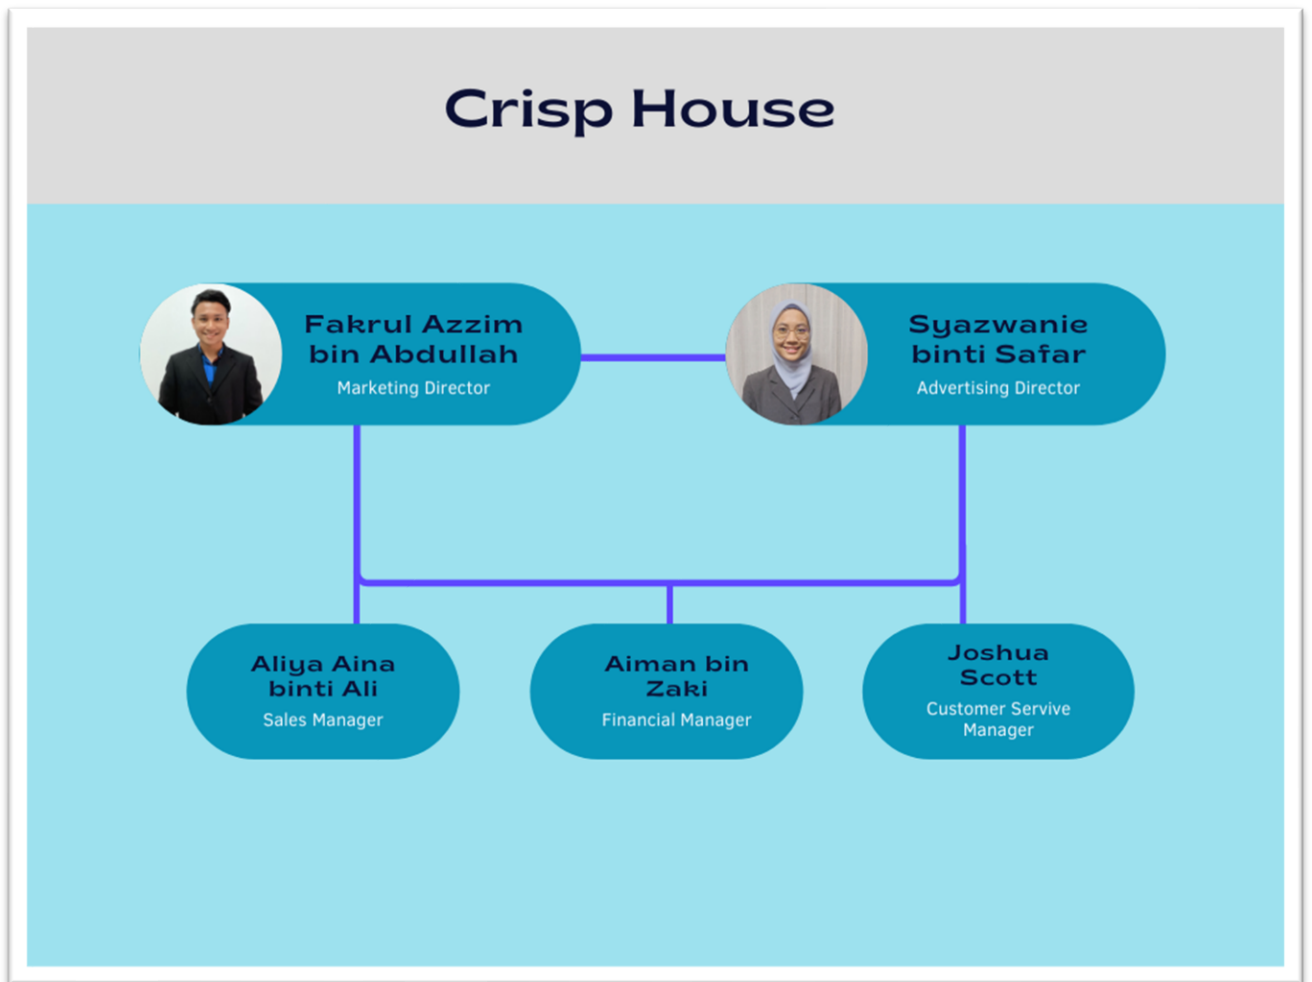 Crisp House
Fakrul Azzim
bin Abdullah
Marketing Director
Syazwanie
binti Safar
Advertising Director
Aliya Aina
binti Ali
Sales Manager
Aiman bin
Zaki
Financial Manager
Joshua
Scott
Customer Servive
Manager